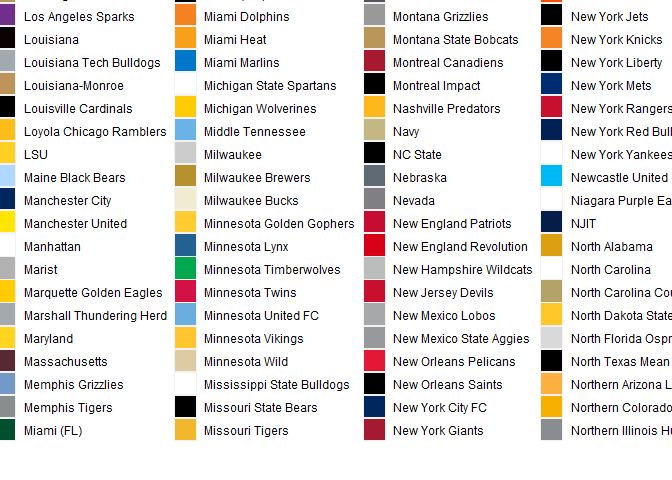 Los Angeles Sparks
Louisiana
Louisiana Tech Bulldogs
Louisiana-Monroe
Louisville Cardinals
Loyola Chicago Ramblers
LSU
Maine Black Bears
Manchester City
Manchester United
Manhattan
Marist
Marquette Golden Eagles
Marshall Thundering Herd
Maryland
Massachusetts
Memphis Grizzlies
Memphis Tigers
Miami (FL)
Miami Dolphins
Miami Heat
Miami Marlins
Michigan State Spartans
Michigan Wolverines
Middle Tennessee
Milwaukee
Milwaukee Brewers
Milwaukee Bucks
Minnesota Golden Gophers
Minnesota Lynx
Minnesota Timberwolves
Minnesota Twins
Minnesota United FC
Minnesota Vikings
Minnesota Wild
Mississippi State Bulldogs
Missouri State Bears
Missouri Tigers
Montana Grizzlies
Montana State Bobcats
Montreal Canadiens
Montreal Impact
Nashville Predators
Navy
NC State
Nebraska
Nevada
New England Patriots
New England Revolution
New Hampshire Wildcats
New Jersey Devils
New Mexico Lobos
New Mexico State Aggies
New Orleans Pelicans
New Orleans Saints
New York City FC
New York Giants
New York Jets
New York Knicks
New York Liberty
New York Mets
New York Rangers
New York Red Bull
New York Yankees
Newcastle United
Niagara Purple Ea
NJIT
North Alabama
North Carolina
North Carolina Cou
North Dakota State
North Florida Ospr
North Texas Mean
Northern Arizona L
Northern Colorado
Northern Illinois Hu